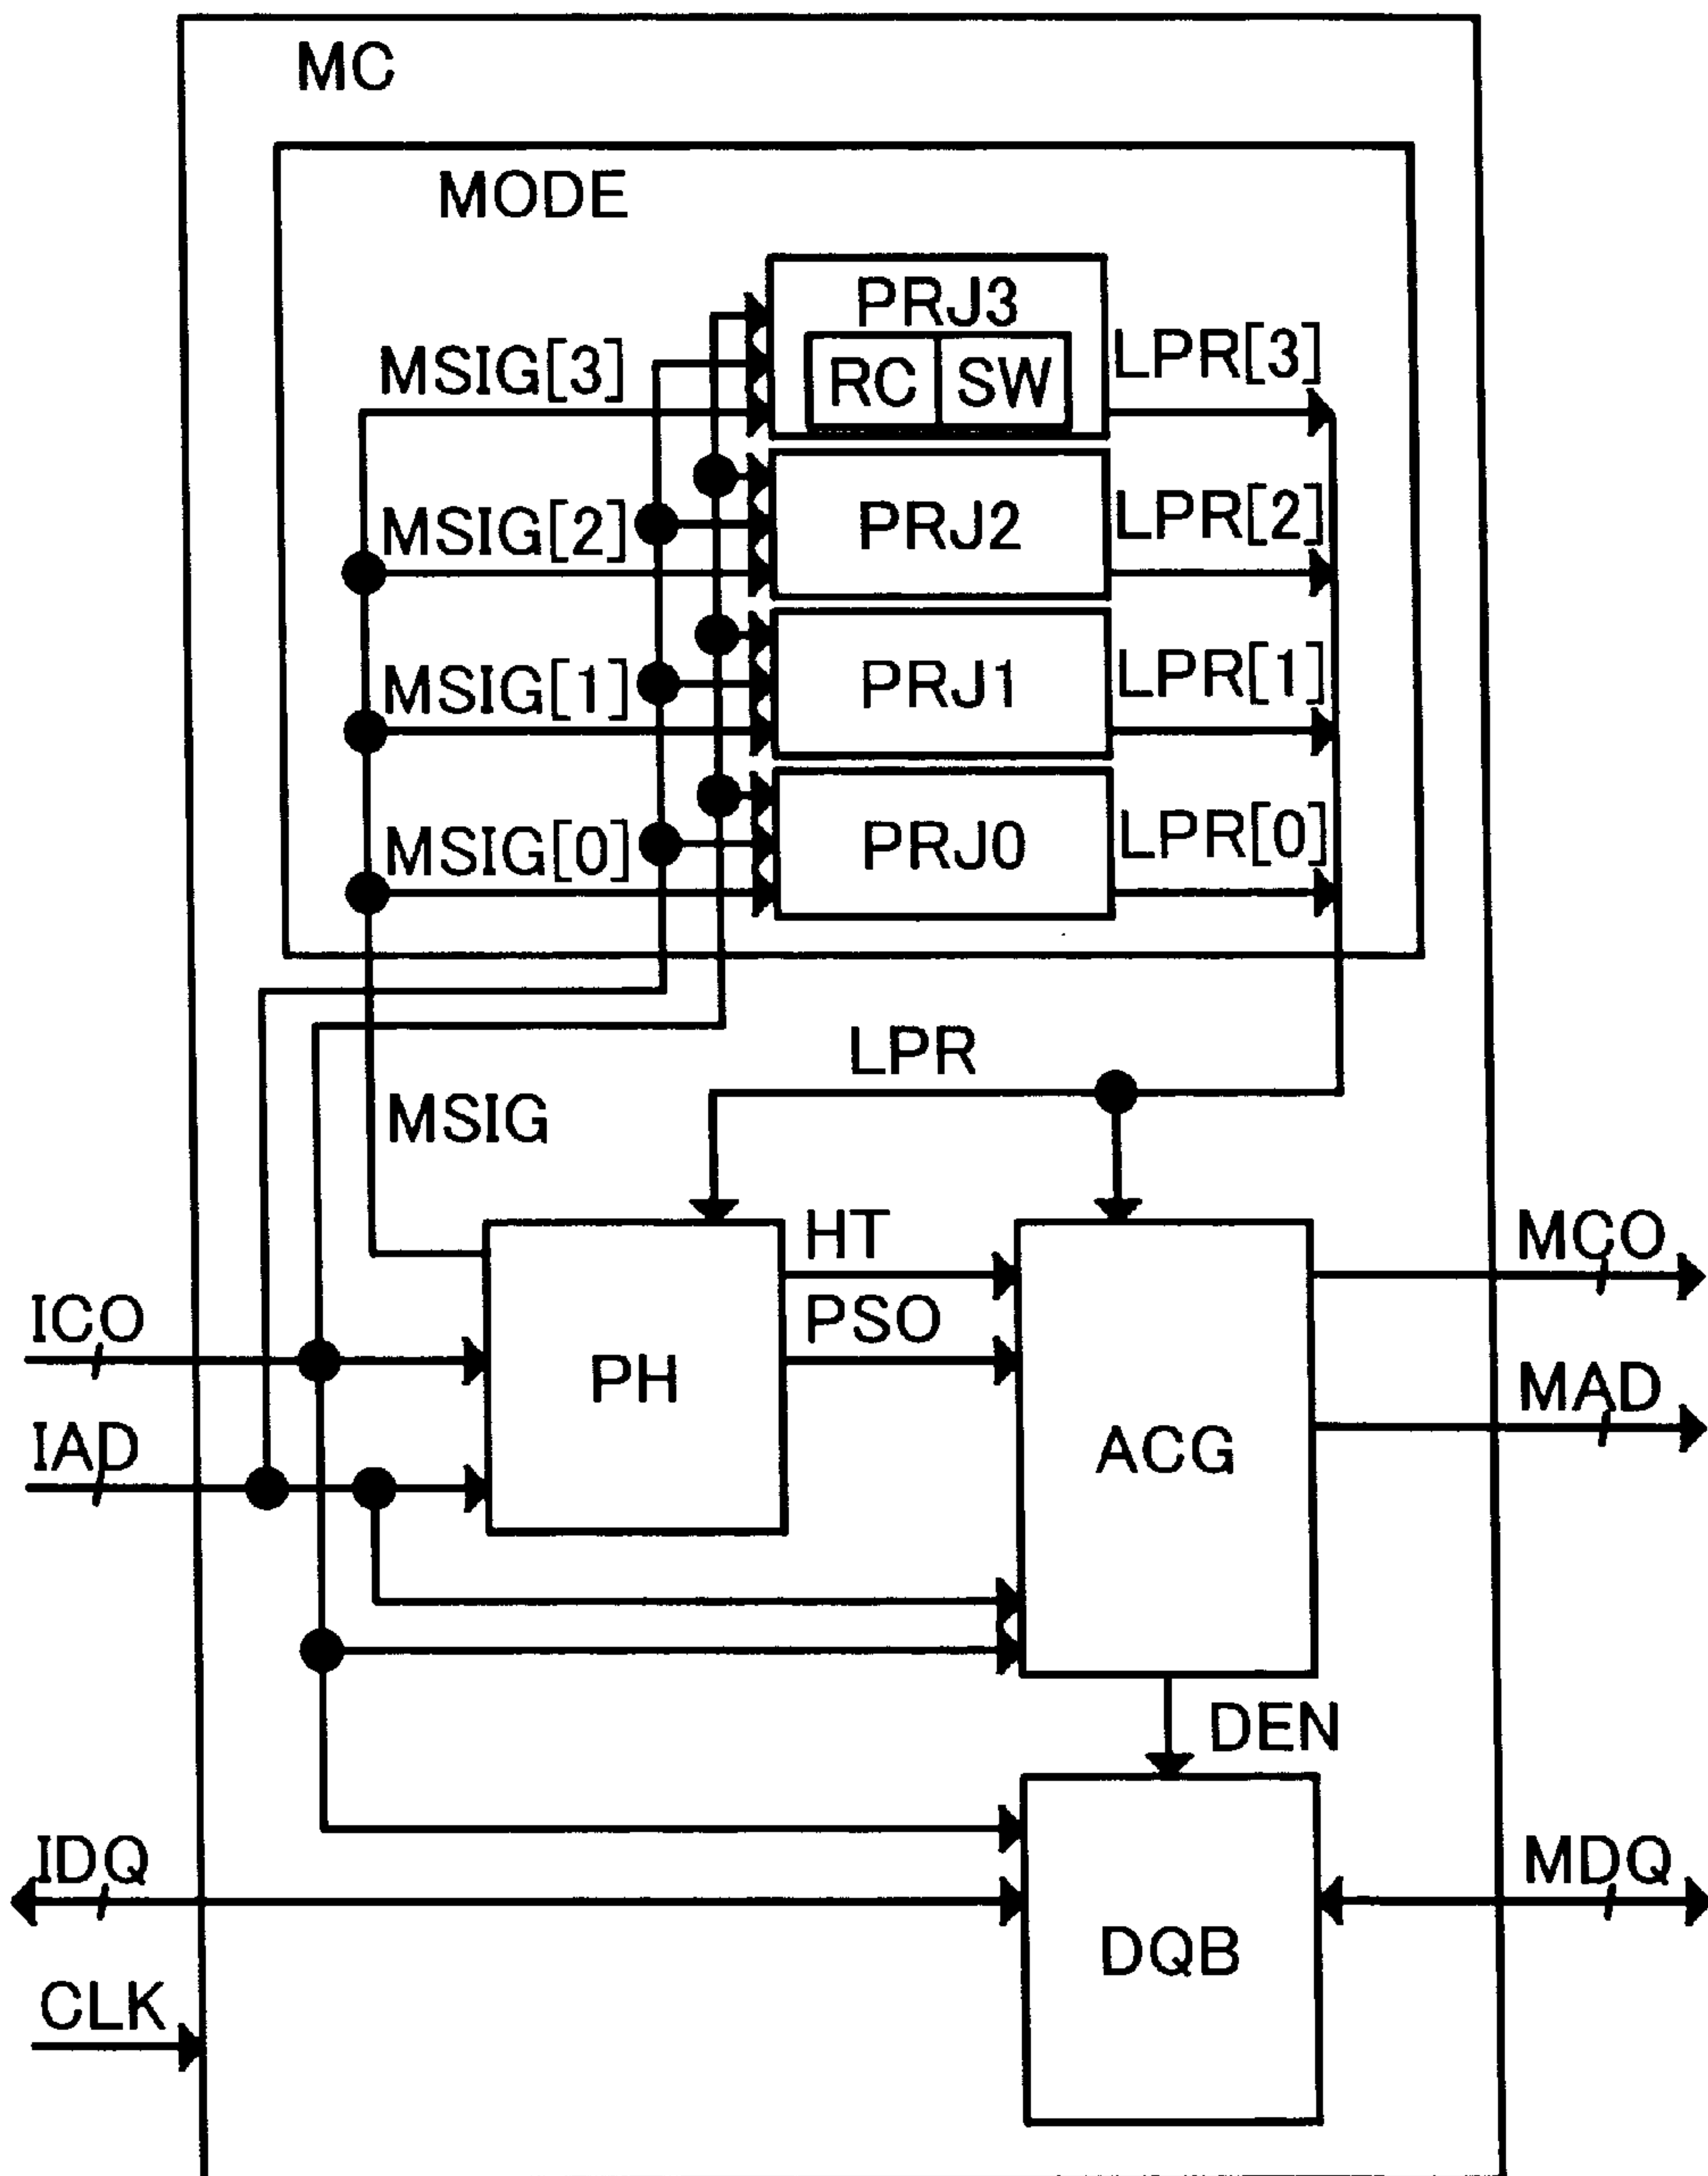 MC
MODE
PRJ3
RC SW
MSIG[3]
LPR[3]
MSIG[2]
PRJ2
LPR[2]
MSIG[1]
PRJ1
LPR[1]
MSIG[0]
PRJ0
LPR[0]
LPR
MSIG
HT
MCO
ICO
PSO
PH
MAD
IAD
ACG
DEN
IDQ
MDQ
DQB
CLK